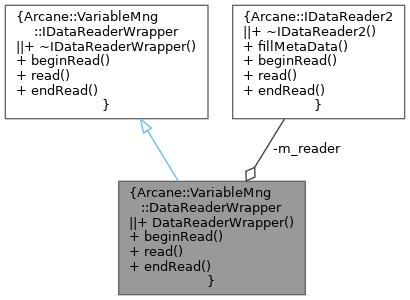 {Arcane::VariableMng
::IDataReaderWrapper
||+ ~IDataReaderWrapper()
+ beginRead()
+ read()
+ endRead()
}
{Arcane::IDataReader2
||+ ~IDataReader2()
+ fillMetaData()
+ beginRead()
+ read()
+ endRead()
}
-m_reader
{Arcane::VariableMng
::DataReaderWrapper
||+ DataReaderWrapper()
+ beginRead()
+ read()
+ endRead()
}